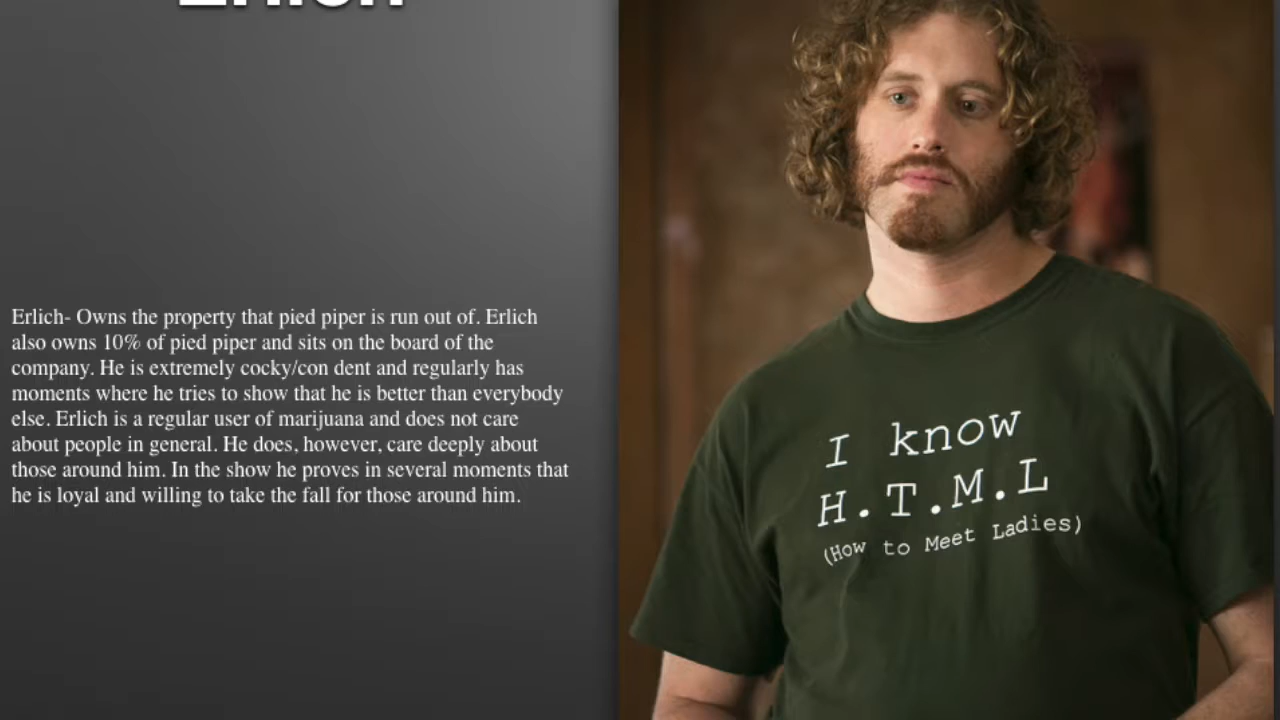 Erlich
Erlich- Owns the property that pied piper is run out of. Erlich
also owns 10% of pied piper and sits on the board of the
company. He is extremely cocky/con dent and regularly has
moments where he tries to show that he is better than everybody
else. Erlich is a regular user of marijuana and does not care
about people in general. He does, however, care deeply about
those around him. In the show he proves in several moments that
he is loyal and willing to take the fall for those around him.
I know
H.T.M.L
(How to Meet Ladies)